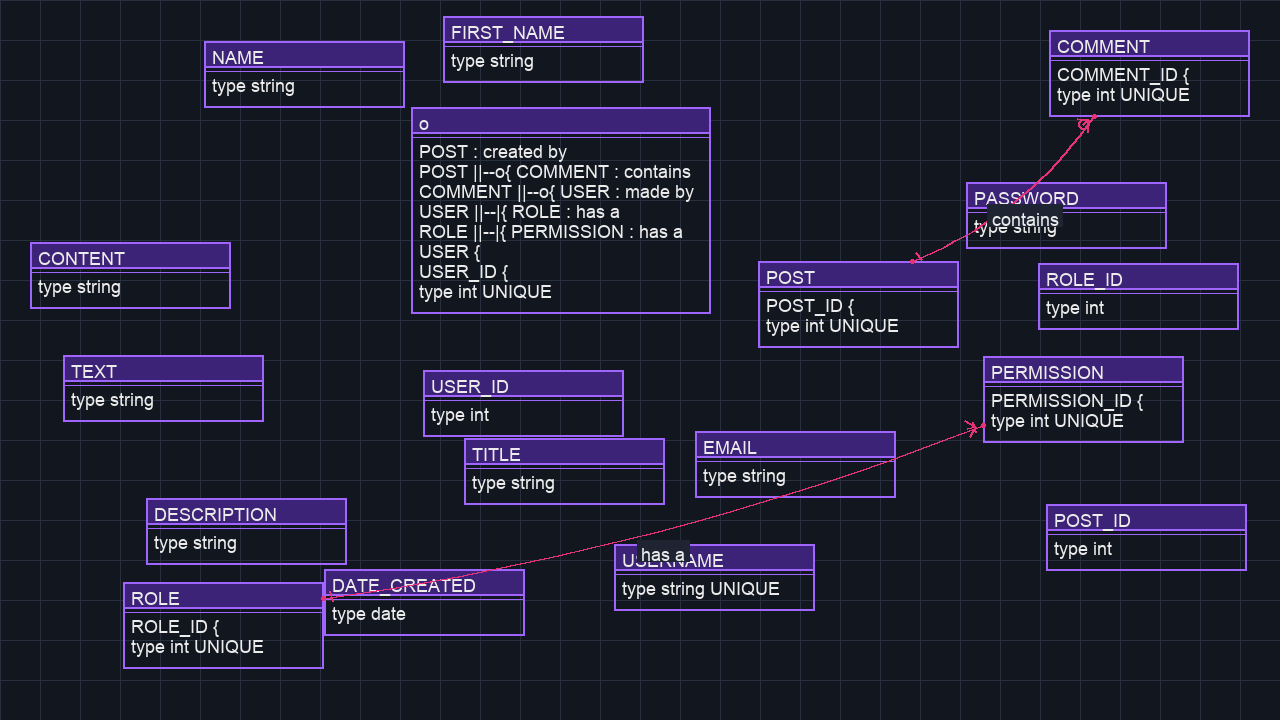 FIRST_NAME
type string
NAME
type string
COMMENT
COMMENT_ID {
type int UNIQUE
o
POST : created by
POST ||--o{ COMMENT : contains
COMMENT ||--o{ USER : made by
USER ||--|{ ROLE : has a
ROLE ||--|{ PERMISSION : has a
USER {
USER_ID {
type int UNIQUE
PASSWORD
type string
contains
CONTENT
type string
POST
POST_ID {
type int UNIQUE
ROLE_ID
type int
TEXT
type string
USER_ID
type int
PERMISSION
PERMISSION_ID {
type int UNIQUE
TITLE
type string
EMAIL
type string
DESCRIPTION
type string
POST_ID
type int
has a
USERNAME
type string UNIQUE
ROLE
ROLE_ID {
type int UNIQUE
DATE_CREATED
type date